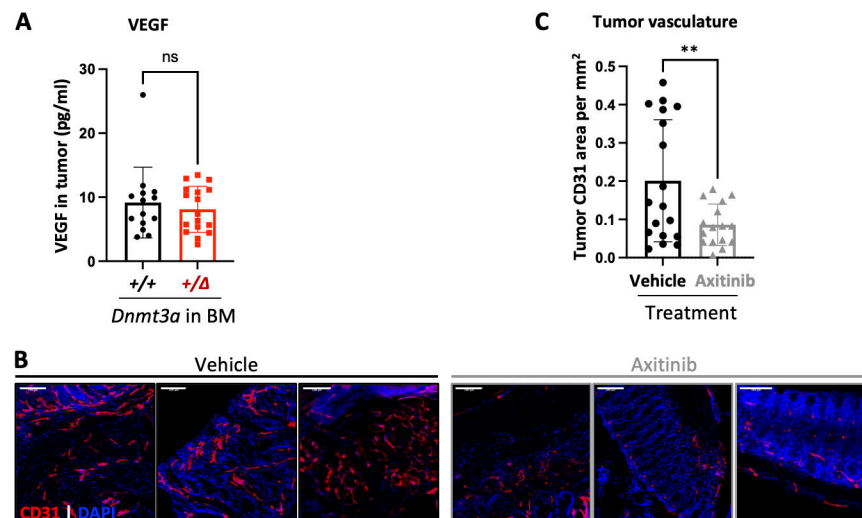 A
VEGF
ns
VEGF in tumor (pg/ml)
30
20
10
0
+/+
+/Δ
Dnmt3a in BM
C
Tumor vasculature
**
Tumor CD31 area per mm²
0.5
0.4
0.3
0.2
0.1
0.0
Vehicle
Axitinib
Treatment
B
Vehicle
Axitinib
CD31 | DAPI